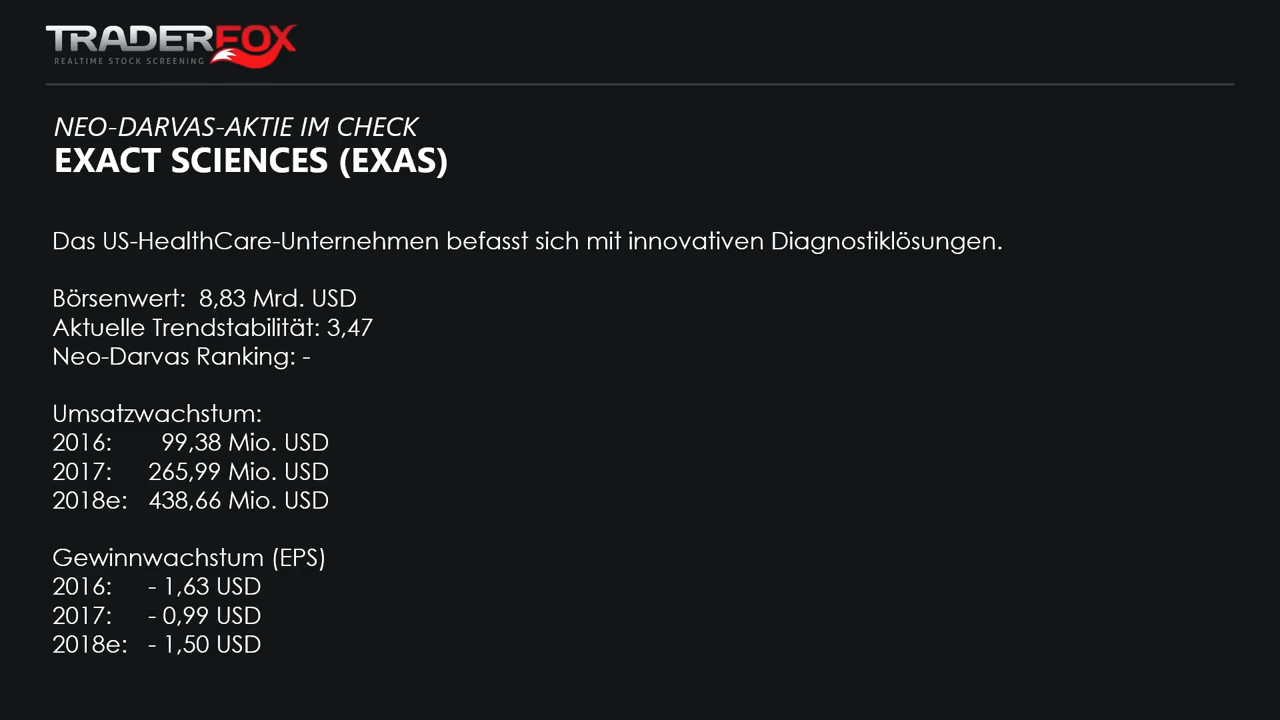 TRADERFOX
REALTIME STOCK SCREENING
NEO-DARVAS-AKTIE IM CHECK
EXACT SCIENCES (EXAS)
Das US-HealthCare-Unternehmen befasst sich mit innovativen Diagnostiklösungen.
Börsenwert: 8,83 Mrd. USD
Aktuelle Trendstabilität: 3,47
Neo-Darvas Ranking: -
Umsatzwachstum:
2016: 99,38 Mio. USD
2017: 265,99 Mio. USD
2018e: 438,66 Mio. USD
Gewinnwachstum (EPS)
2016: - 1,63 USD
2017: - 0,99 USD
2018e: - 1,50 USD